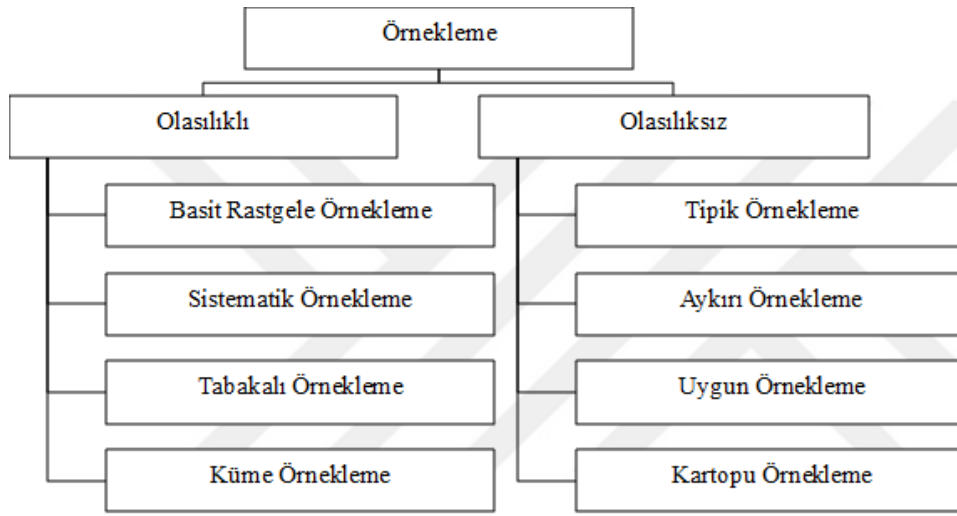 Örnekleme
Olasılıklı
Olasılıksız
Basit Rastgele Örnekleme
Tipik Örnekleme
Sistematik Örnekleme
Aykırı Örnekleme
Tabakalı Örnekleme
Uygun Örnekleme
Küme Örnekleme
Kartopu Örnekleme